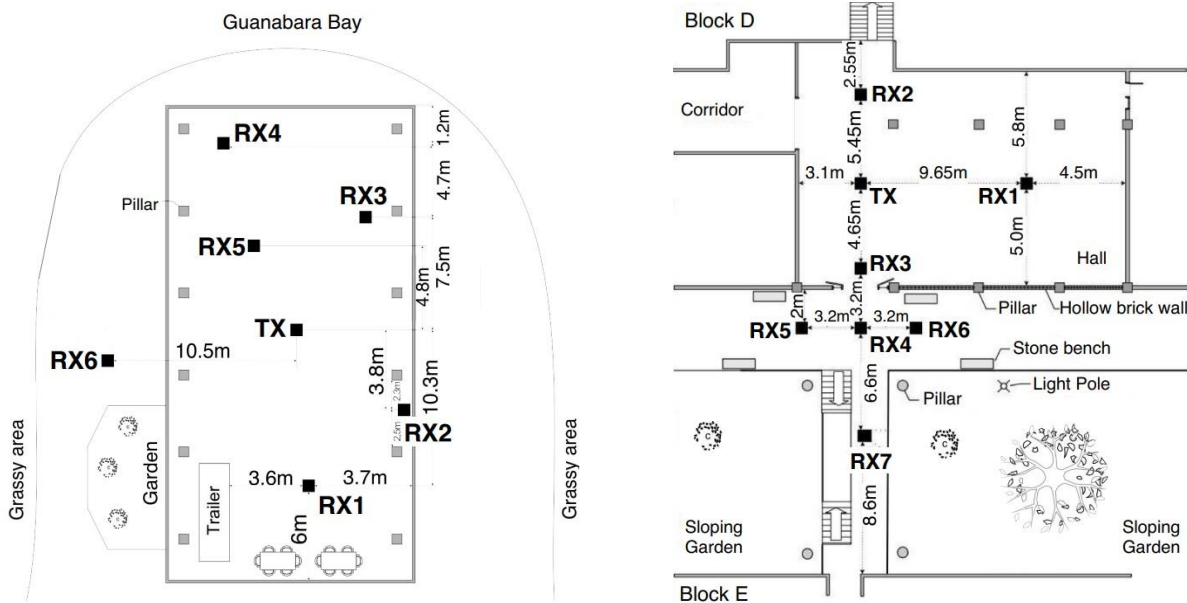 Guanabara Bay
RX4
1.2m
4.7m
Pillar
RX3
RX5
4.8m
7.5m
TX
RX6
10.5m
3.8m
2.3m
10.3m
2.5m
RX2
Grassy area
Garden
Trailer
3.6m
3.7m
RX1
6m
Grassy area
Block D
2.55m
RX2
Corridor
5.45m
5.8m
3.1m
9.65m
4.5m
TX
RX1
4.65m
5.0m
RX3
Hall
2m
3.2m
Pillar
Hollow brick wall
3.2m
3.2m
RX5
RX4
RX6
Stone bench
6.6m
Pillar
Light Pole
RX7
8.6m
Sloping
Garden
Sloping
Garden
Block E